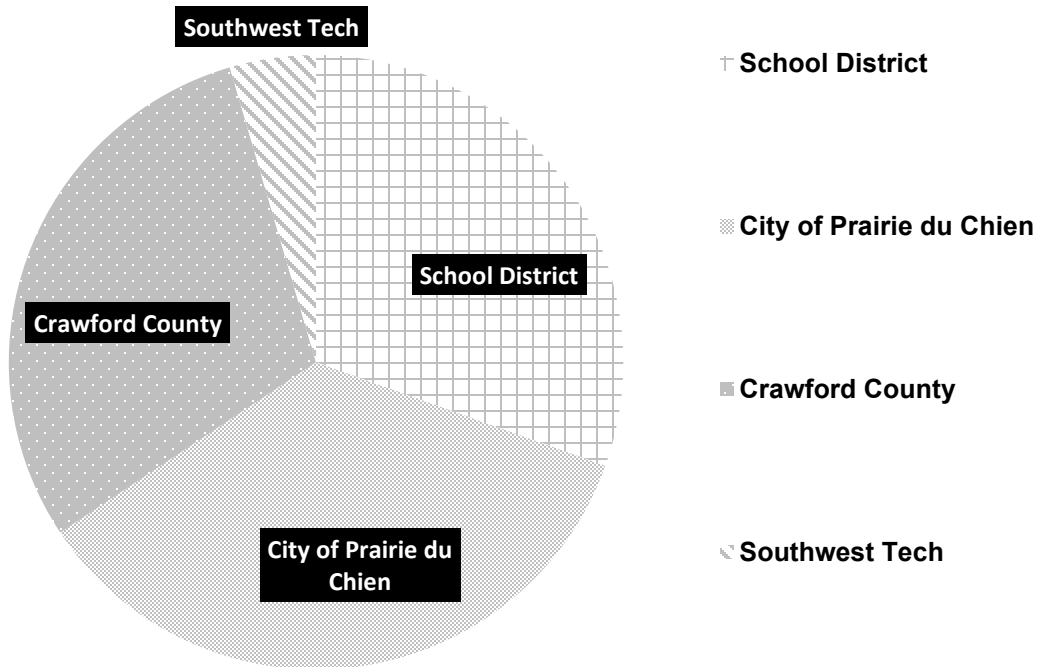 Southwest Tech
School District
Crawford County
City of Prairie du
Chien
School District
City of Prairie du Chien
Crawford County
Southwest Tech